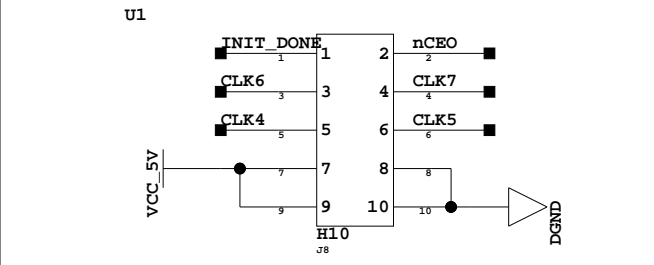 U1
INIT_DONE 1 1 2 2 nCEO
CLK6 3 3 4 4 CLK7
CLK4 5 5 6 6 CLK5
VCC_5V 7 7 8 8
9 9 10 10 DGND
H10
J8